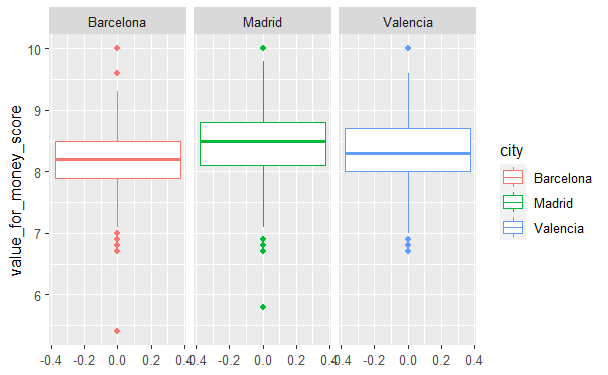 Barcelona Madrid Valencia
10
9
8
7
6
value_for_money_score
-0.4 -0.2 0.0 0.2 0.4 -0.4 -0.2 0.0 0.2 0.4 -0.4 -0.2 0.0 0.2 0.4
city
Barcelona
Madrid
Valencia